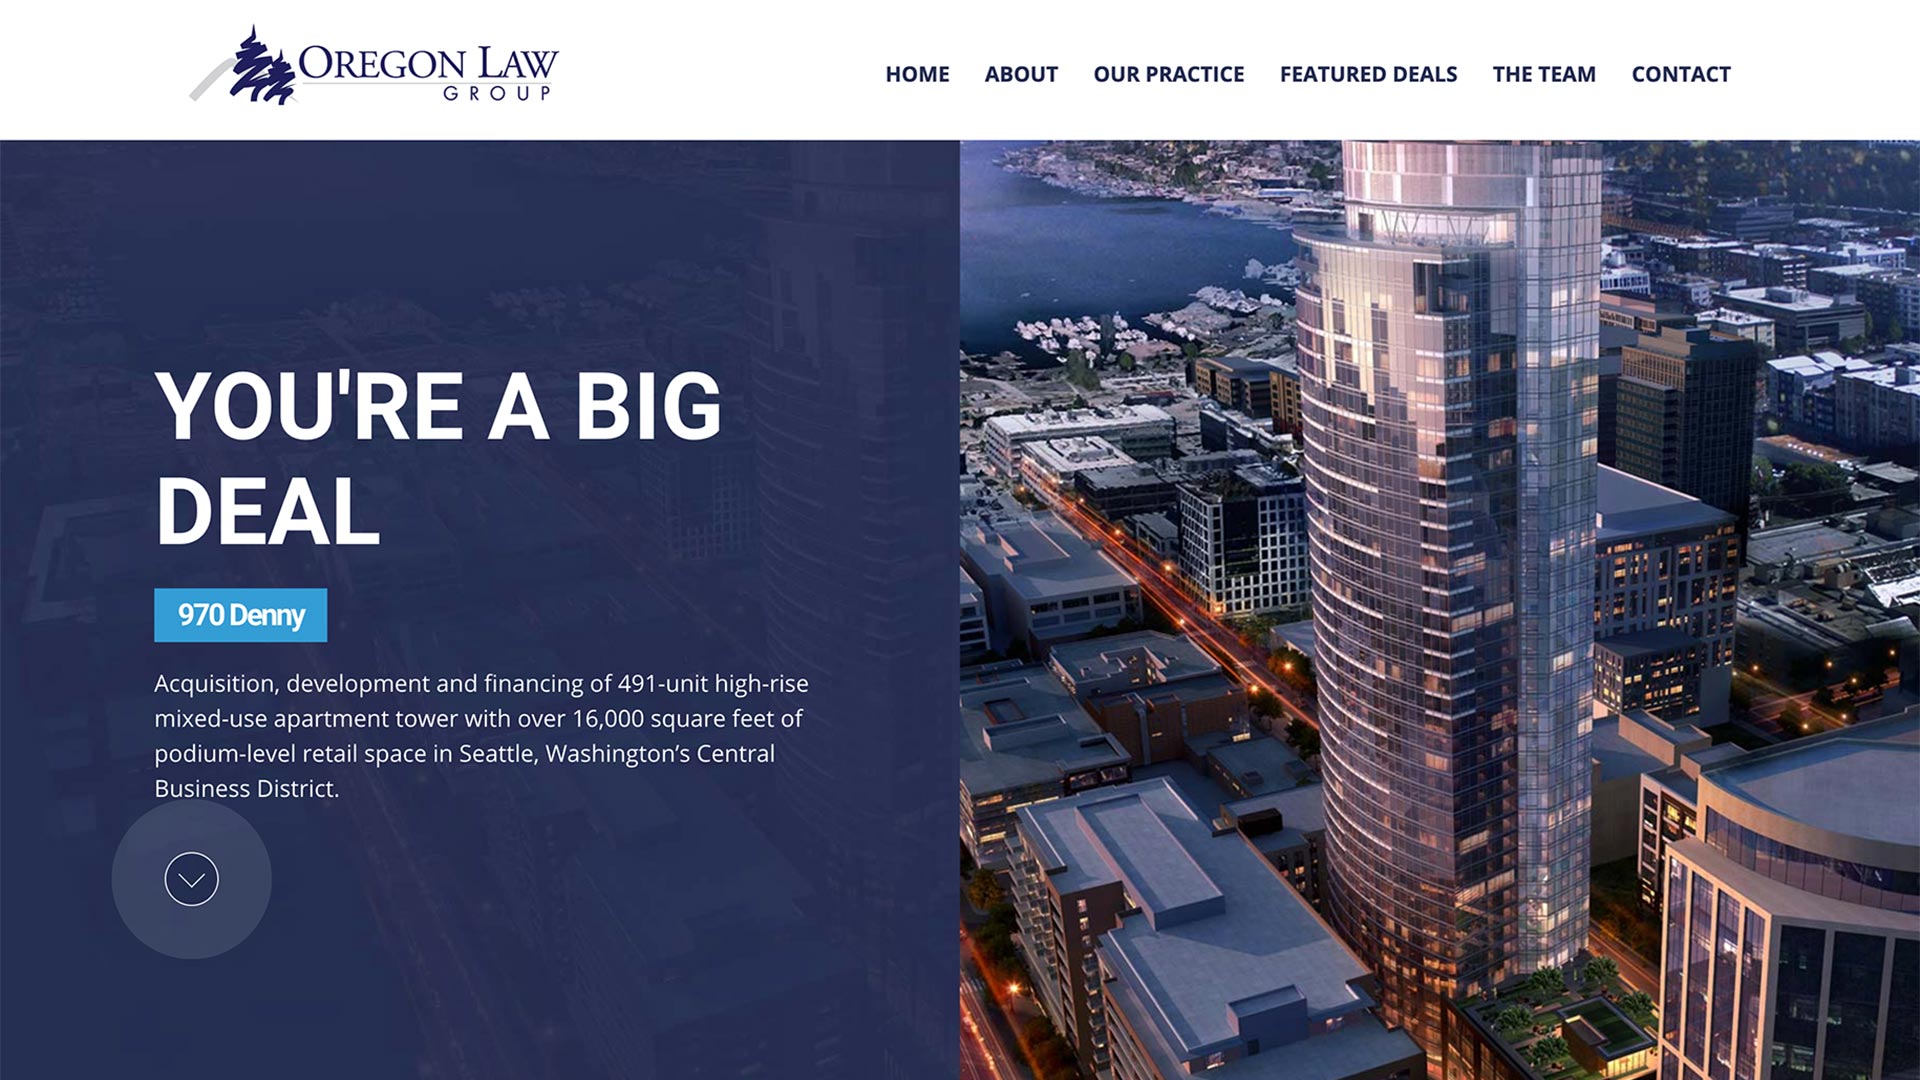 OREGON LAW
GROUP
HOME ABOUT OUR PRACTICE FEATURED DEALS THE TEAM CONTACT
YOU'RE A BIG
DEAL
970 Denny
Acquisition, development and financing of 491-unit high-rise
mixed-use apartment tower with over 16,000 square feet of
podium-level retail space in Seattle, Washington’s Central
Business District.